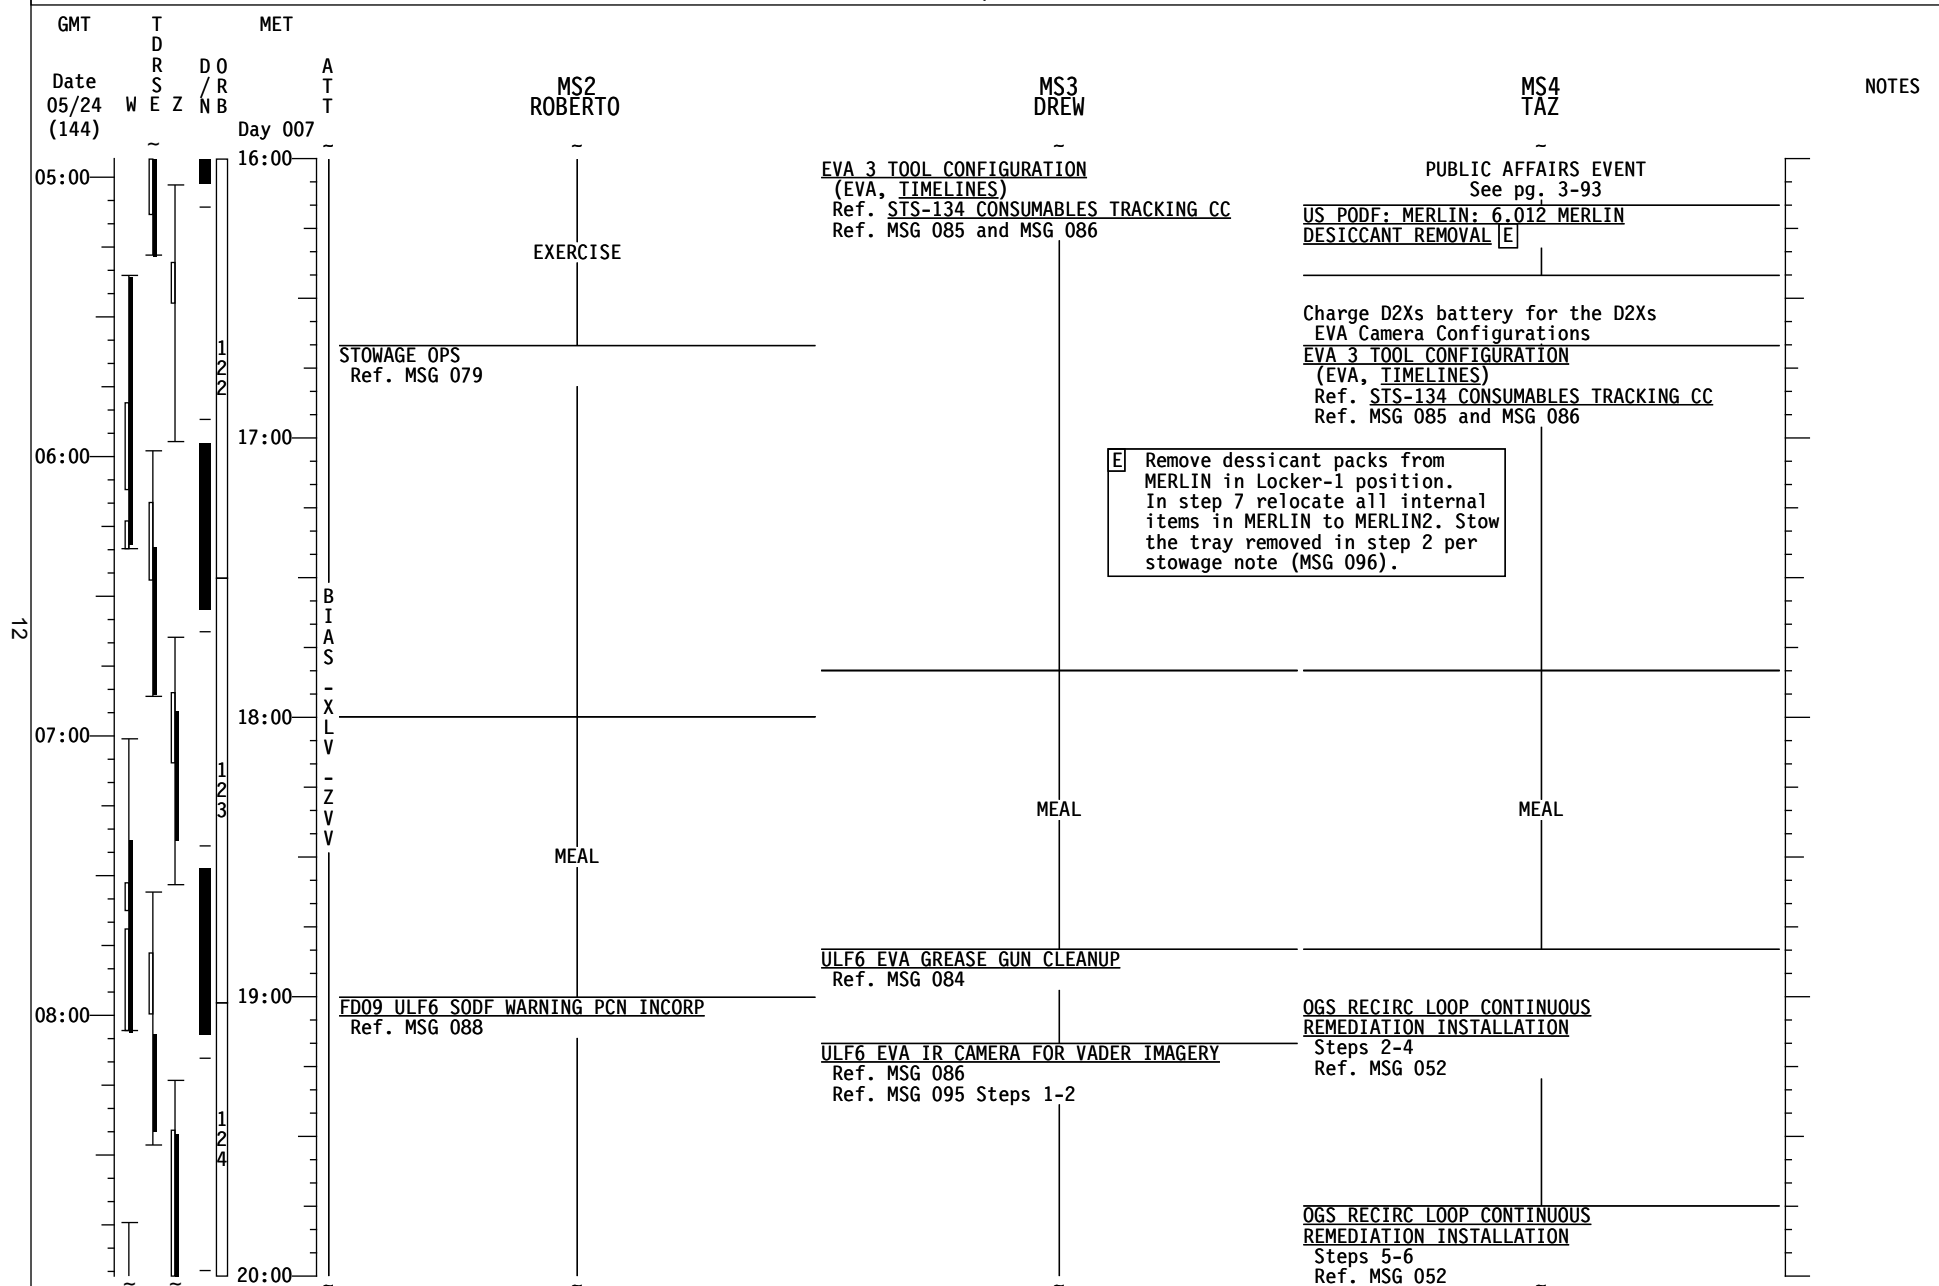 GMT
TDRS
MET
Date
05/24
(144)
W E Z
D/N
ORB
ATT
Day 007
MS2
ROBERTO
MS3
DREW
MS4
TAZ
NOTES
~
~
~
~
~
05:00
06:00
07:00
08:00
12
122
123
124
16:00
17:00
18:00
19:00
20:00
BIAS -XLV -ZVV
EXERCISE
STOWAGE OPS
Ref. MSG 079
MEAL
FD09 ULF6 SODF WARNING PCN INCORP
Ref. MSG 088
EVA 3 TOOL CONFIGURATION
(EVA, TIMELINES)
Ref. STS-134 CONSUMABLES TRACKING CC
Ref. MSG 085 and MSG 086
MEAL
ULF6 EVA GREASE GUN CLEANUP
Ref. MSG 084
ULF6 EVA IR CAMERA FOR VADER IMAGERY
Ref. MSG 086
Ref. MSG 095 Steps 1-2
E Remove dessicant packs from
MERLIN in Locker-1 position.
In step 7 relocate all internal
items in MERLIN to MERLIN2. Stow
the tray removed in step 2 per
stowage note (MSG 096).
PUBLIC AFFAIRS EVENT
See pg. 3-93
US PODF: MERLIN: 6.012 MERLIN
DESICCANT REMOVAL E
Charge D2Xs battery for the D2Xs
EVA Camera Configurations
EVA 3 TOOL CONFIGURATION
(EVA, TIMELINES)
Ref. STS-134 CONSUMABLES TRACKING CC
Ref. MSG 085 and MSG 086
MEAL
OGS RECIRC LOOP CONTINUOUS
REMEDIATION INSTALLATION
Steps 2-4
Ref. MSG 052
OGS RECIRC LOOP CONTINUOUS
REMEDIATION INSTALLATION
Steps 5-6
Ref. MSG 052